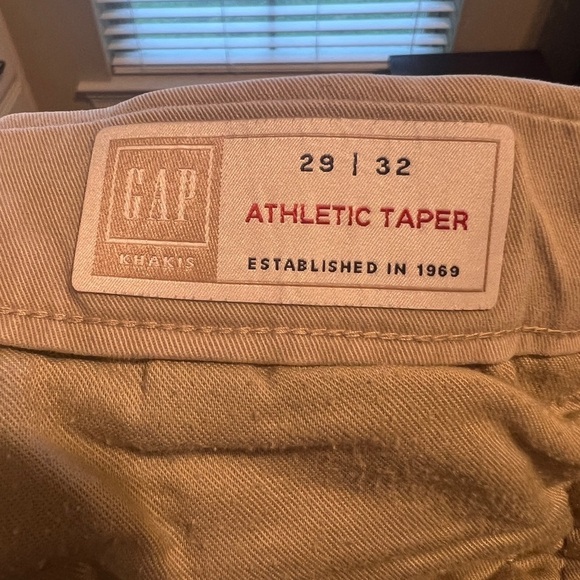 GAP
KHAKIS
29 | 32
ATHLETIC TAPER
ESTABLISHED IN 1969